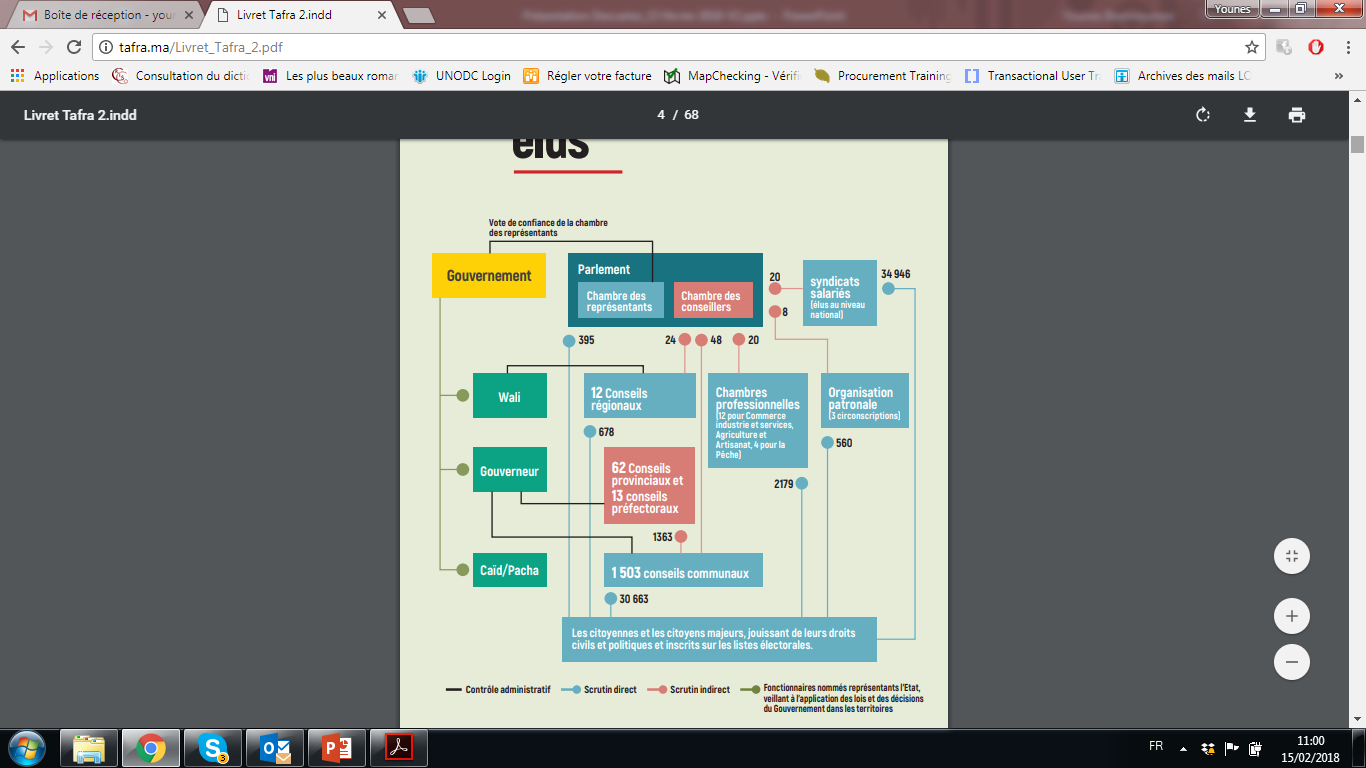 Younes
Boîte de réception - your
Livret Tafra 2.indd
tafra.ma/Livret_Tafra_2.pdf
Applications
Consultation du dictic
Les plus beaux roman
UNODC Login
Régler votre facture
MapChecking - Vérifi
Procurement Training
Transactional User Tr
Archives des mails LO
»
Livret Tafra 2.indd
4 / 68
élus
Vote de confiance de la chambre
des représentants
Gouvernement
Parlement
Chambre des
représentants
Chambre des
conseillers
20
8
syndicats
salariés
(élus au niveau
national)
34 946
395
24
48
20
Wali
12 Conseils
régionaux
Chambres
professionnelles
(12 pour Commerce
industrie et services,
Agriculture et
Artisanat, 4 pour la
Pêche)
Organisation
patronale
(3 circonscriptions)
678
560
Gouverneur
62 Conseils
provinciaux et
13 conseils
préfectoraux
2179
1363
Caïd/Pacha
1 503 conseils communaux
30 663
Les citoyennes et les citoyens majeurs, jouissant de leurs droits
civils et politiques et inscrits sur les listes électorales.
Contrôle administratif
Scrutin direct
Scrutin indirect
Fonctionnaires nommés représentants l'Etat,
veillant à l'application des lois et des décisions
du Gouvernement dans les territoires
3
FR
11:00
15/02/2018